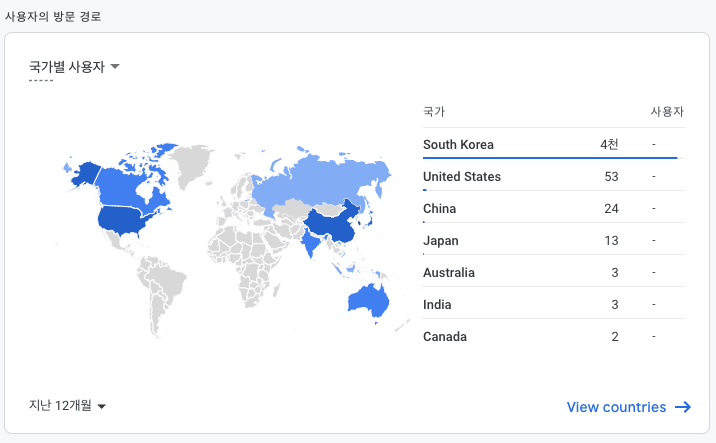 사용자의 방문 경로
국가별 사용자
국가 사용자
South Korea 4천 -
United States 53 -
China 24 -
Japan 13 -
Australia 3 -
India 3 -
Canada 2 -
지난 12개월 View countries